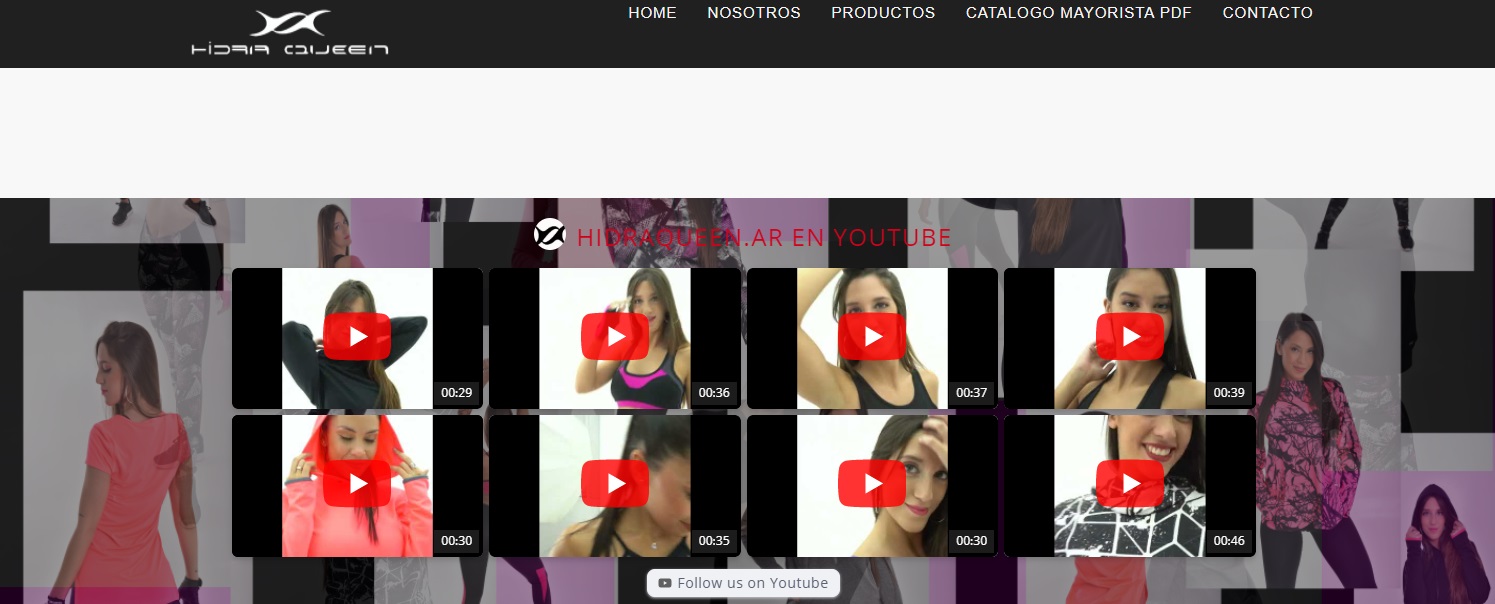 HOME NOSOTROS PRODUCTOS CATALOGO MAYORISTA PDF CONTACTO
HIDRA QUEEN
HIDRAQUEEN.AR EN YOUTUBE
00:29 00:36 00:37 00:39
00:30 00:35 00:30 00:46
Follow us on Youtube